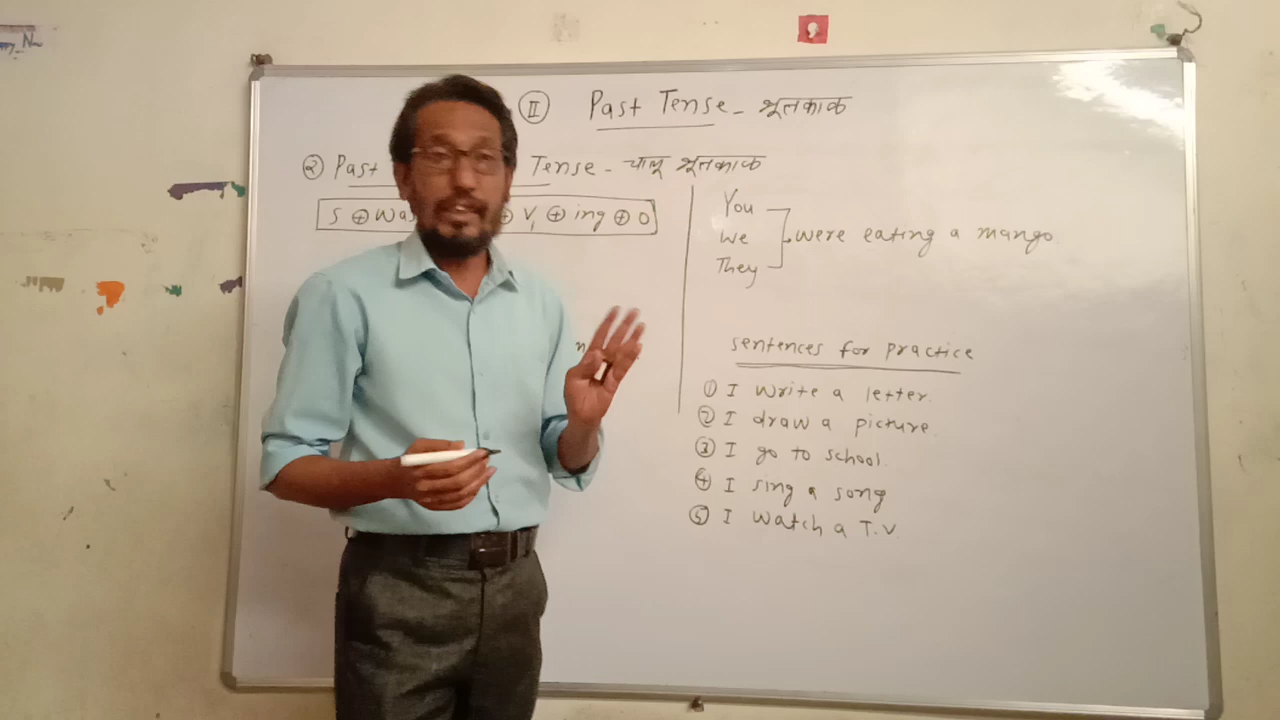 II Past Tense - भूतकाळ
② Past Tense - चालू भूतकाळ
S ⊕ was ⊕ V₁ ⊕ ing ⊕ O
You
we
They
were eating a mango.
sentences for practice
① I write a letter.
② I draw a picture.
③ I go to school.
④ I sing a song
⑤ I watch a T.V.